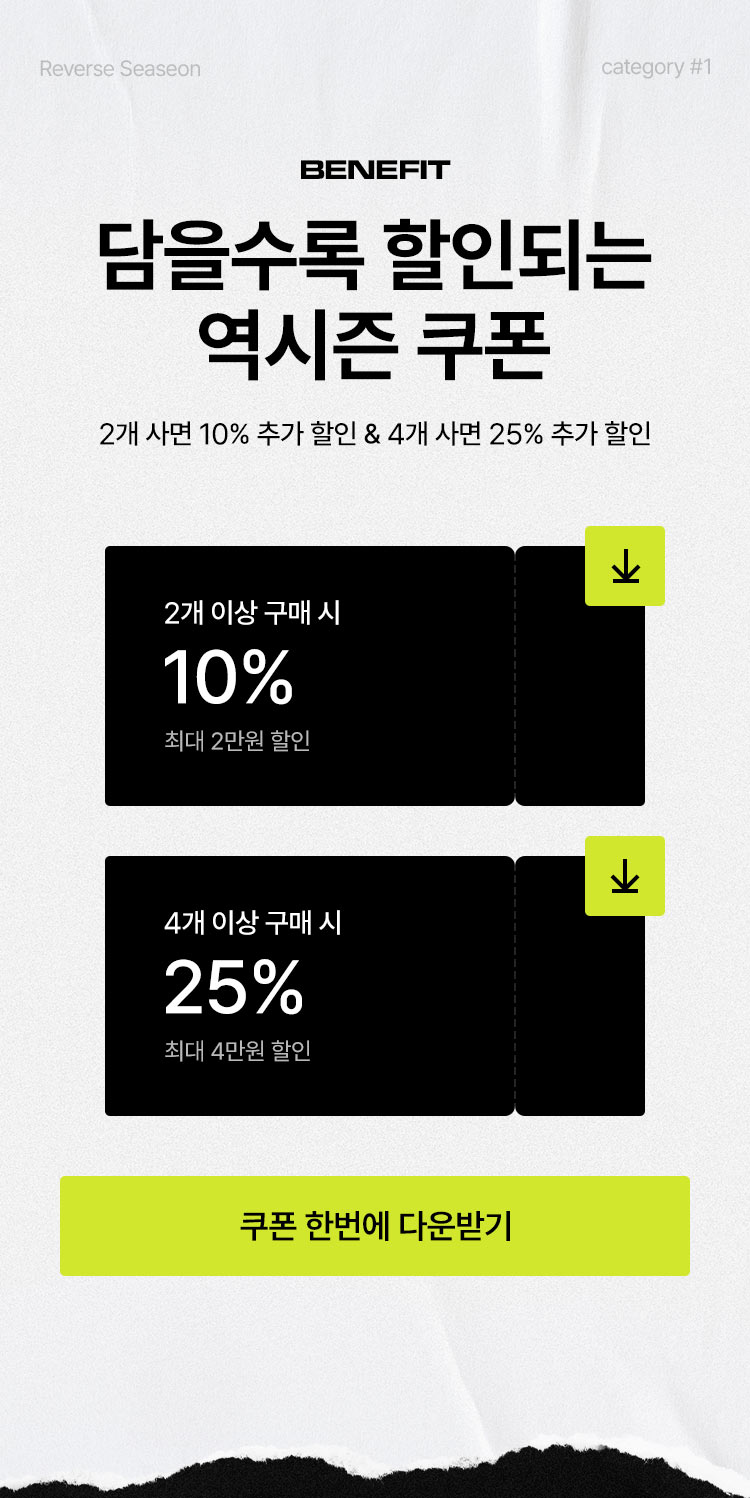 Reverse Seaseon
category #1
BENEFIT
담을수록 할인되는
역시즌 쿠폰
2개 사면 10% 추가 할인 & 4개 사면 25% 추가 할인
2개 이상 구매 시
10%
최대 2만원 할인
4개 이상 구매 시
25%
최대 4만원 할인
쿠폰 한번에 다운받기